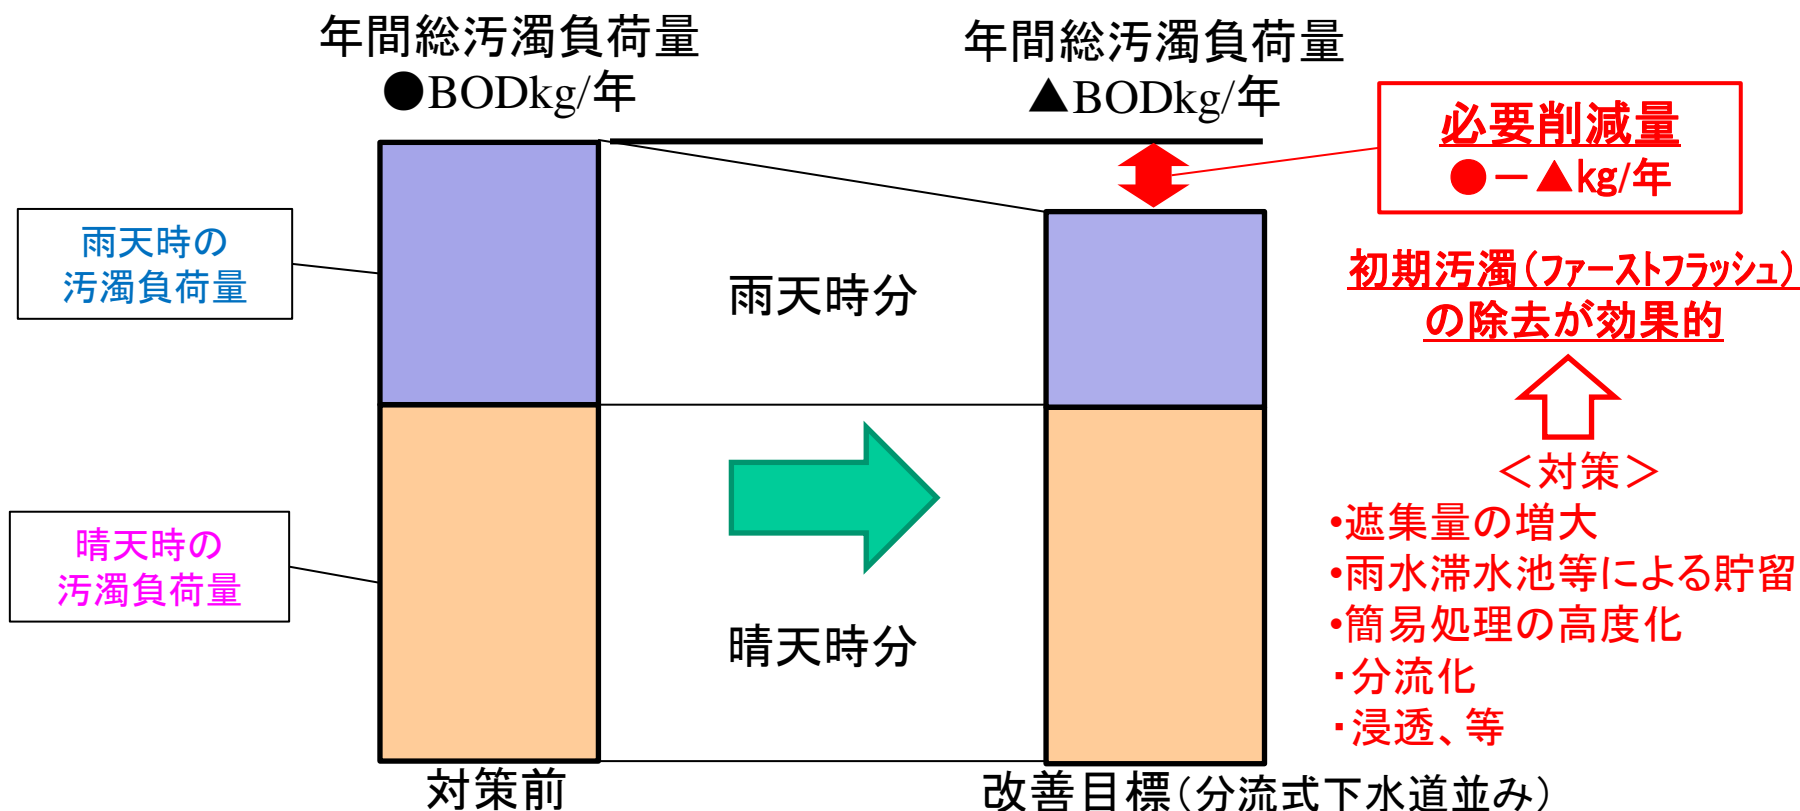 年間総汚濁負荷量
●BODkg/年
年間総汚濁負荷量
▲BODkg/年
必要削減量
●－▲kg/年
雨天時の
汚濁負荷量
雨天時分
初期汚濁（ファーストフラッシュ）
の除去が効果的
＜対策＞
•遮集量の増大
•雨水滞水池等による貯留
•簡易処理の高度化
・分流化
・浸透、等
晴天時の
汚濁負荷量
晴天時分
対策前
改善目標（分流式下水道並み）